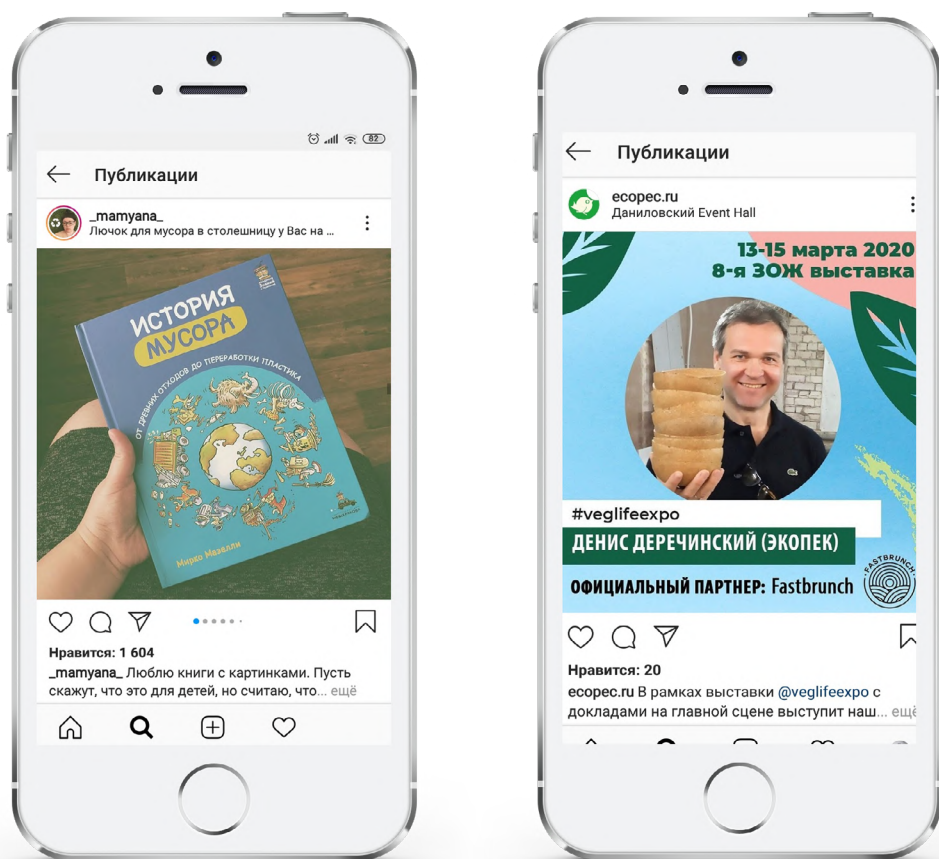 82
Публикации
_mamyana_
Лючок для мусора в столешницу у Вас на ...
ИСТОРИЯ
МУСОРА
ОТ ДРЕВНИХ ОТХОДОВ ДО ПЕРЕРАБОТКИ ПЛАСТИКА
Мирко Мазелли
Нравится: 1 604
_mamyana_ Люблю книги с картинками. Пусть
скажут, что это для детей, но считаю, что... ещё
Публикации
ecopec.ru
Даниловский Event Hall
13-15 марта 2020
8-я ЗОЖ выставка
#veglifeexpo
ДЕНИС ДЕРЕЧИНСКИЙ (ЭКОПЕК)
ОФИЦИАЛЬНЫЙ ПАРТНЕР: Fastbrunch
FASTBRUNCH
Нравится: 20
ecopec.ru В рамках выставки @veglifeexpo с
докладами на главной сцене выступит наш... ещё